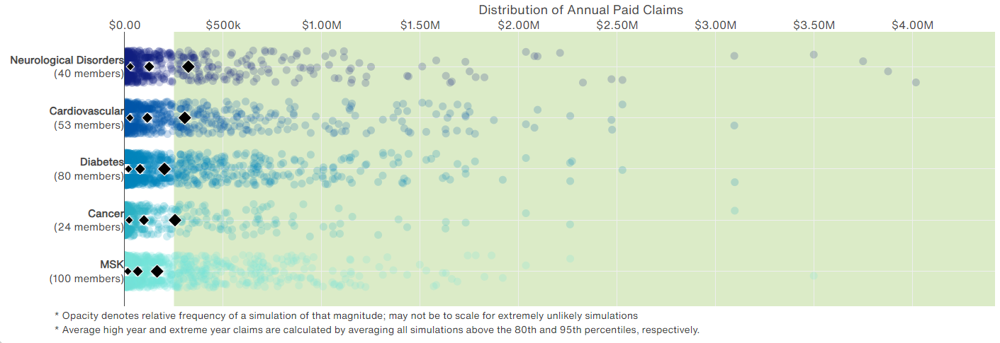 Distribution of Annual Paid Claims
$0.00 $500k $1.00M $1.50M $2.00M $2.50M $3.00M $3.50M $4.00M
Neurological Disorders
(40 members)
Cardiovascular
(53 members)
Diabetes
(80 members)
Cancer
(24 members)
MSK
(100 members)
* Opacity denotes relative frequency of a simulation of that magnitude; may not be to scale for extremely unlikely simulations
* Average high year and extreme year claims are calculated by averaging all simulations above the 80th and 95th percentiles, respectively.